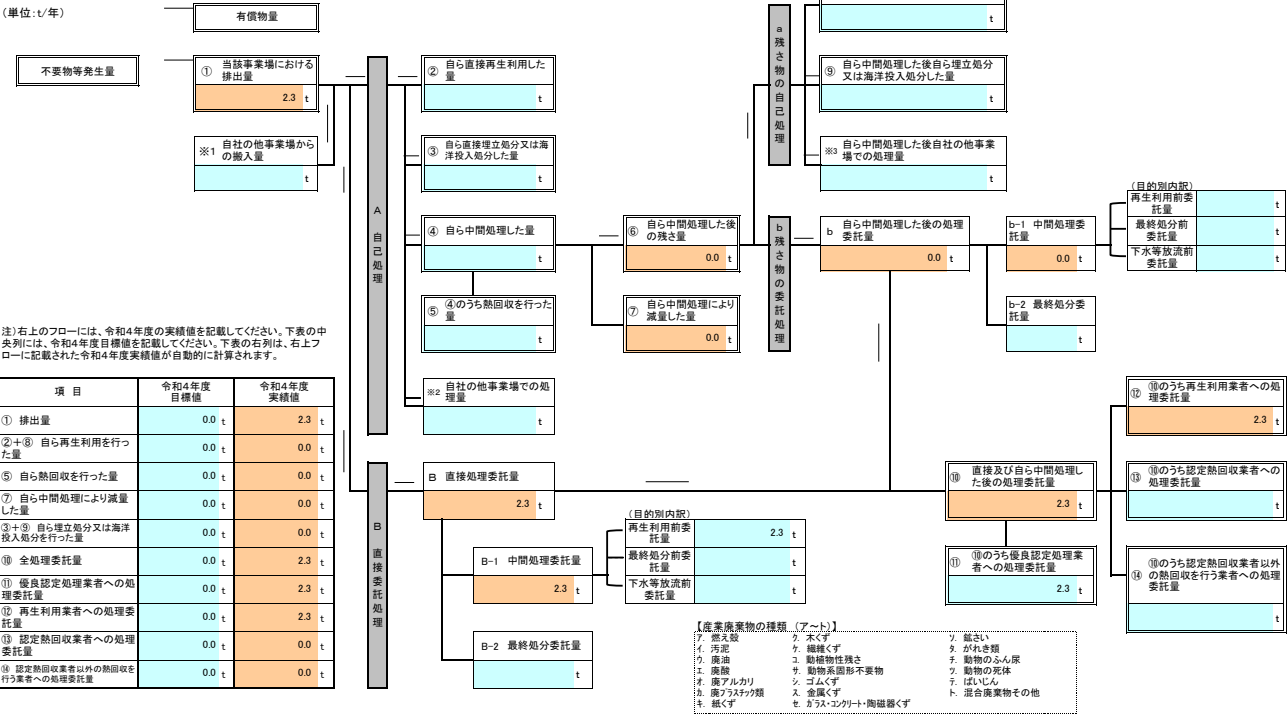 （単位:t/年）
有償物量
t
不要物等発生量
① 当該事業場における
排出量
2.3 t
※1 自社の他事業場から
の搬入量
t
A 自己処理
② 自ら直接再生利用した
量
t
③ 自ら直接埋立処分又は海
洋投入処分した量
t
④ 自ら中間処理した量
t
⑤ ④のうち熱回収を行った
量
t
※2 自社の他事業場での処
理量
t
⑥ 自ら中間処理した後
の残さ量
0.0 t
⑦ 自ら中間処理により
減量した量
0.0 t
a 残さ物の自己処理
⑨ 自ら中間処理した後自ら埋立処分
又は海洋投入処分した量
t
※3 自ら中間処理した後自社の他事業
場での処理量
t
b 残さ物の委託処理
b 自ら中間処理した後の処理
委託量
0.0 t
b-1 中間処理委
託量
0.0 t
b-2 最終処分委
託量
t
（目的別内訳）
再生利用前委
託量
t
最終処分前
委託量
t
下水等放流前
委託量
t
注）右上のフローには、令和４年度の実績値を記載してください。下表の中
央列には、令和４年度目標値を記載してください。下表の右列は、右上フ
ローに記載された令和４年度実績値が自動的に計算されます。
項 目 令和４年度
目標値 令和４年度
実績値
① 排出量 0.0 t 2.3 t
②＋⑧ 自ら再生利用を行っ
た量 0.0 t 0.0 t
⑤ 自ら熱回収を行った量 0.0 t 0.0 t
⑦ 自ら中間処理により減量
した量 0.0 t 0.0 t
③＋⑨ 自ら埋立処分又は海洋
投入処分を行った量 0.0 t 0.0 t
⑩ 全処理委託量 0.0 t 2.3 t
⑪ 優良認定処理業者への処
理委託量 0.0 t 2.3 t
⑫ 再生利用業者への処理委
託量 0.0 t 2.3 t
⑬ 認定熱回収業者への処理
委託量 0.0 t 0.0 t
⑭ 認定熱回収業者以外の熱回収を
行う業者への処理委託量 0.0 t 0.0 t
B 直接委託処理
B 直接処理委託量
2.3 t
B-1 中間処理委託量
2.3 t
B-2 最終処分委託量
t
（目的別内訳）
再生利用前委
託量
2.3 t
最終処分前委
託量
t
下水等放流前
委託量
t
⑩ 直接及び自ら中間処理し
た後の処理委託量
2.3 t
⑪ ⑩のうち優良認定処理業
者への処理委託量
2.3 t
⑫ ⑩のうち再生利用業者への処
理委託量
2.3 t
⑬ ⑩のうち認定熱回収業者への
処理委託量
t
⑭ ⑩のうち認定熱回収業者以外
の熱回収を行う業者への処理
委託量
t
【産業廃棄物の種類 （ア～ト）】
ア. 燃え殻 ク. 木くず ソ. 鉱さい
イ. 汚泥 ケ. 繊維くず タ. がれき類
ウ. 廃油 コ. 動植物性残さ チ. 動物のふん尿
エ. 廃酸 サ. 動物系固形不要物 ツ. 動物の死体
オ. 廃アルカリ シ. ゴムくず テ. ばいじん
カ. 廃プラスチック類 ス. 金属くず ト. 混合廃棄物その他
キ. 紙くず セ. ガラス・コンクリート・陶磁器くず